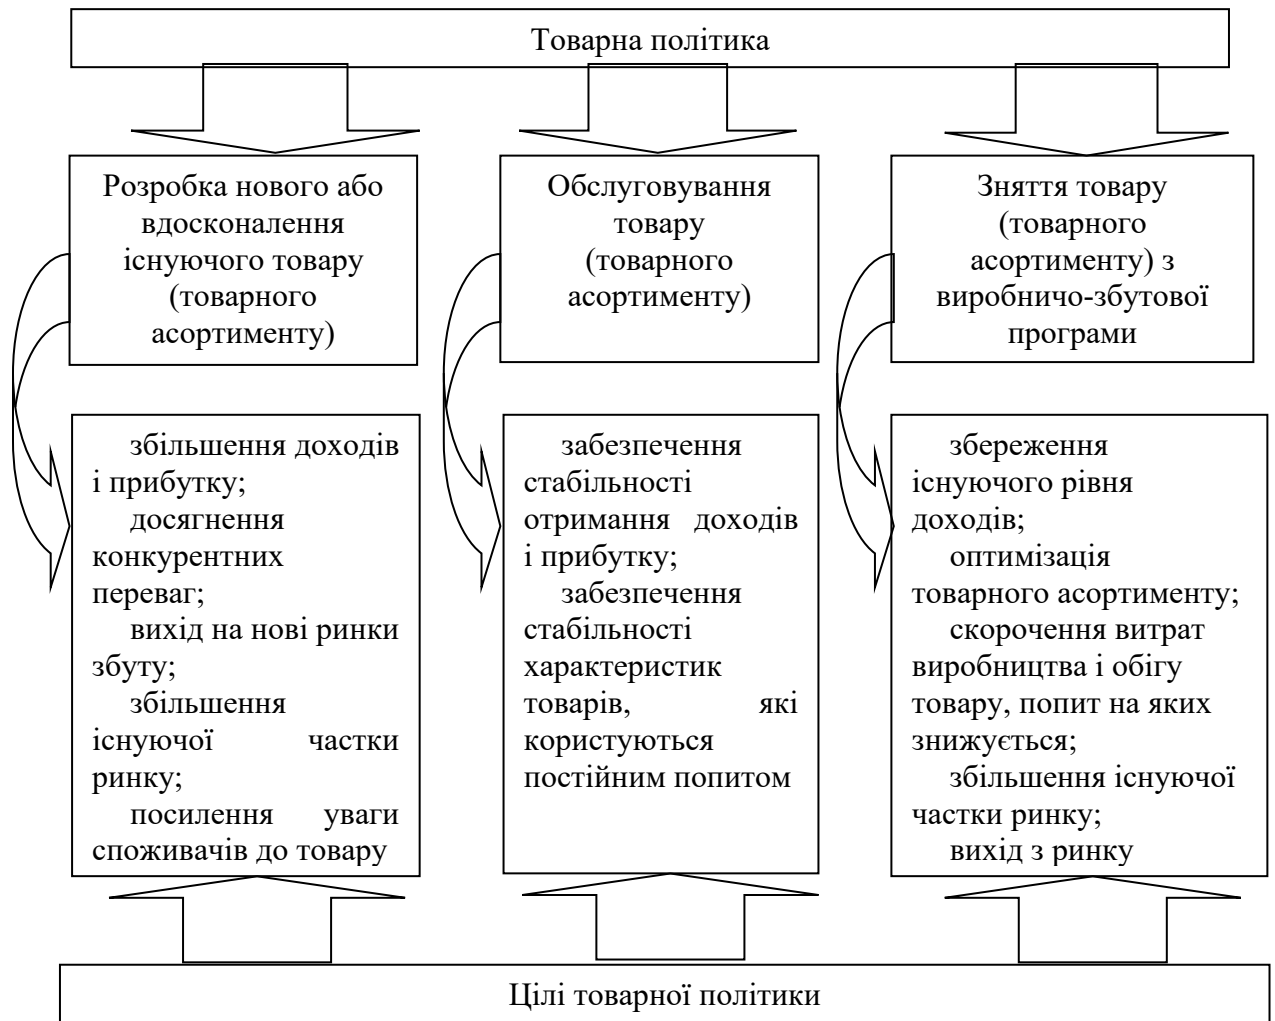 Товарна політика
Розробка нового або
вдосконалення
існуючого товару
(товарного
асортименту)
Обслуговування
товару
(товарного
асортименту)
Зняття товару
(товарного
асортименту) з
виробничо-збутової
програми
збільшення доходів
і прибутку;
досягнення
конкурентних
переваг;
вихід на нові ринки
збуту;
збільшення
існуючої частки
ринку;
посилення уваги
споживачів до товару
забезпечення
стабільності
отримання доходів
і прибутку;
забезпечення
стабільності
характеристик
товарів, які
користуються
постійним попитом
збереження
існуючого рівня
доходів;
оптимізація
товарного асортименту;
скорочення витрат
виробництва і обігу
товару, попит на яких
знижується;
збільшення існуючої
частки ринку;
вихід з ринку
Цілі товарної політики